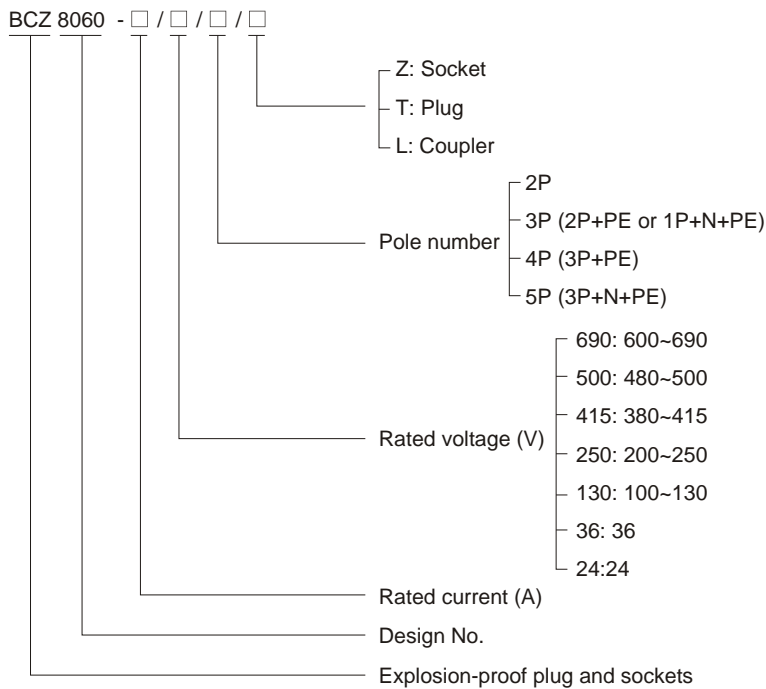 BCZ 8060 - □ / □ / □ / □
Z: Socket
T: Plug
L: Coupler
2P
3P (2P+PE or 1P+N+PE)
Pole number
4P (3P+PE)
5P (3P+N+PE)
690: 600~690
500: 480~500
415: 380~415
Rated voltage (V)
250: 200~250
130: 100~130
36: 36
24:24
Rated current (A)
Design No.
Explosion-proof plug and sockets